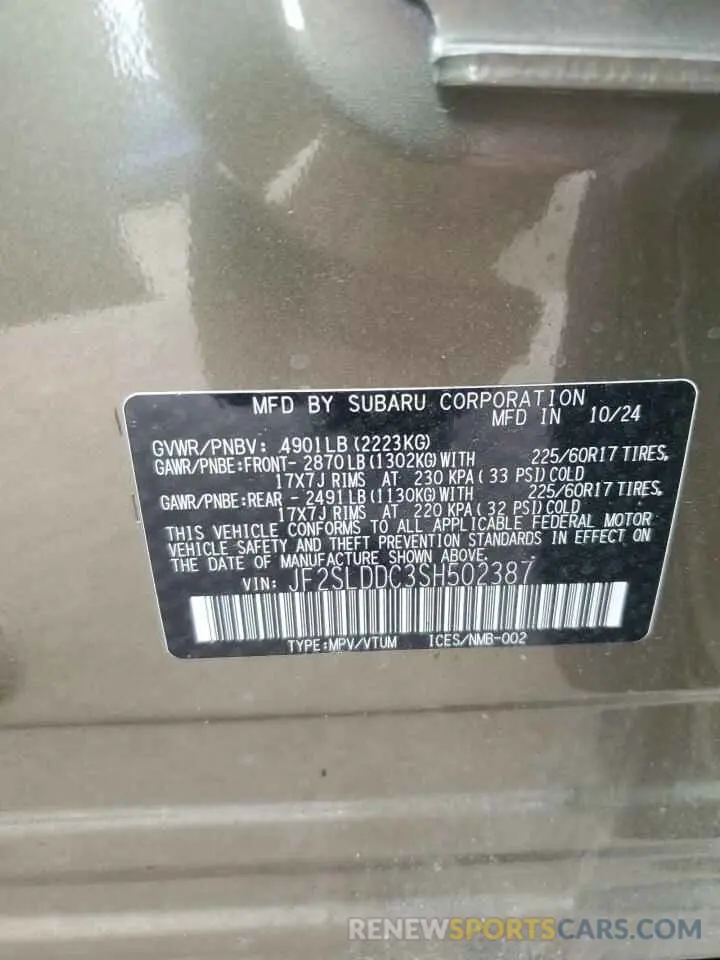 MFD BY SUBARU CORPORATION
MFD IN 10/24
GVWR/PNBV: 4901LB (2223KG)
GAWR/PNBE:FRONT- 2870LB (1302KG) WITH 225/60R17 TIRES,
17X7J RIMS AT 230 KPA ( 33 PSI) COLD
GAWR/PNBE:REAR - 2491LB (1130KG) WITH 225/60R17 TIRES,
17X7J RIMS AT 220 KPA ( 32 PSI) COLD
THIS VEHICLE CONFORMS TO ALL APPLICABLE FEDERAL MOTOR
VEHICLE SAFETY AND THEFT PREVENTION STANDARDS IN EFFECT ON
THE DATE OF MANUFACTURE SHOWN ABOVE.
VIN: JF2SLDDC3SH502387
TYPE:MPV/VTUM ICES/NMB-002
RENEWSPORTSCARS.COM